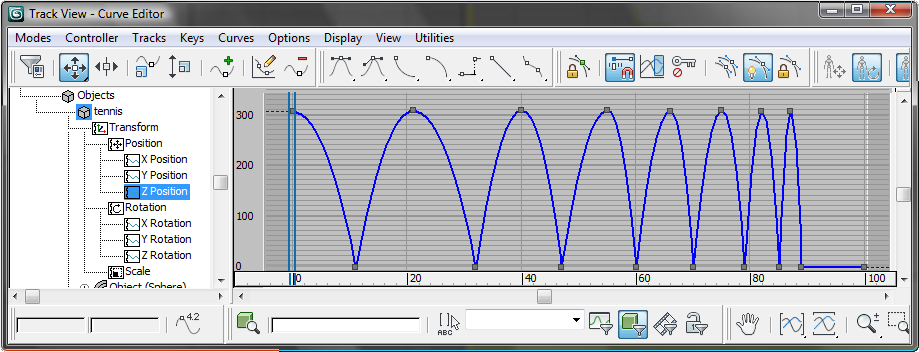 Track View - Curve Editor
Modes Controller Tracks Keys Curves Options Display View Utilities
Objects
tennis
Transform
Position
X Position
Y Position
Z Position
Rotation
X Rotation
Y Rotation
Z Rotation
Scale
Object (Sphere)
300
200
100
0
0 20 40 60 80 100
4.2
ABC